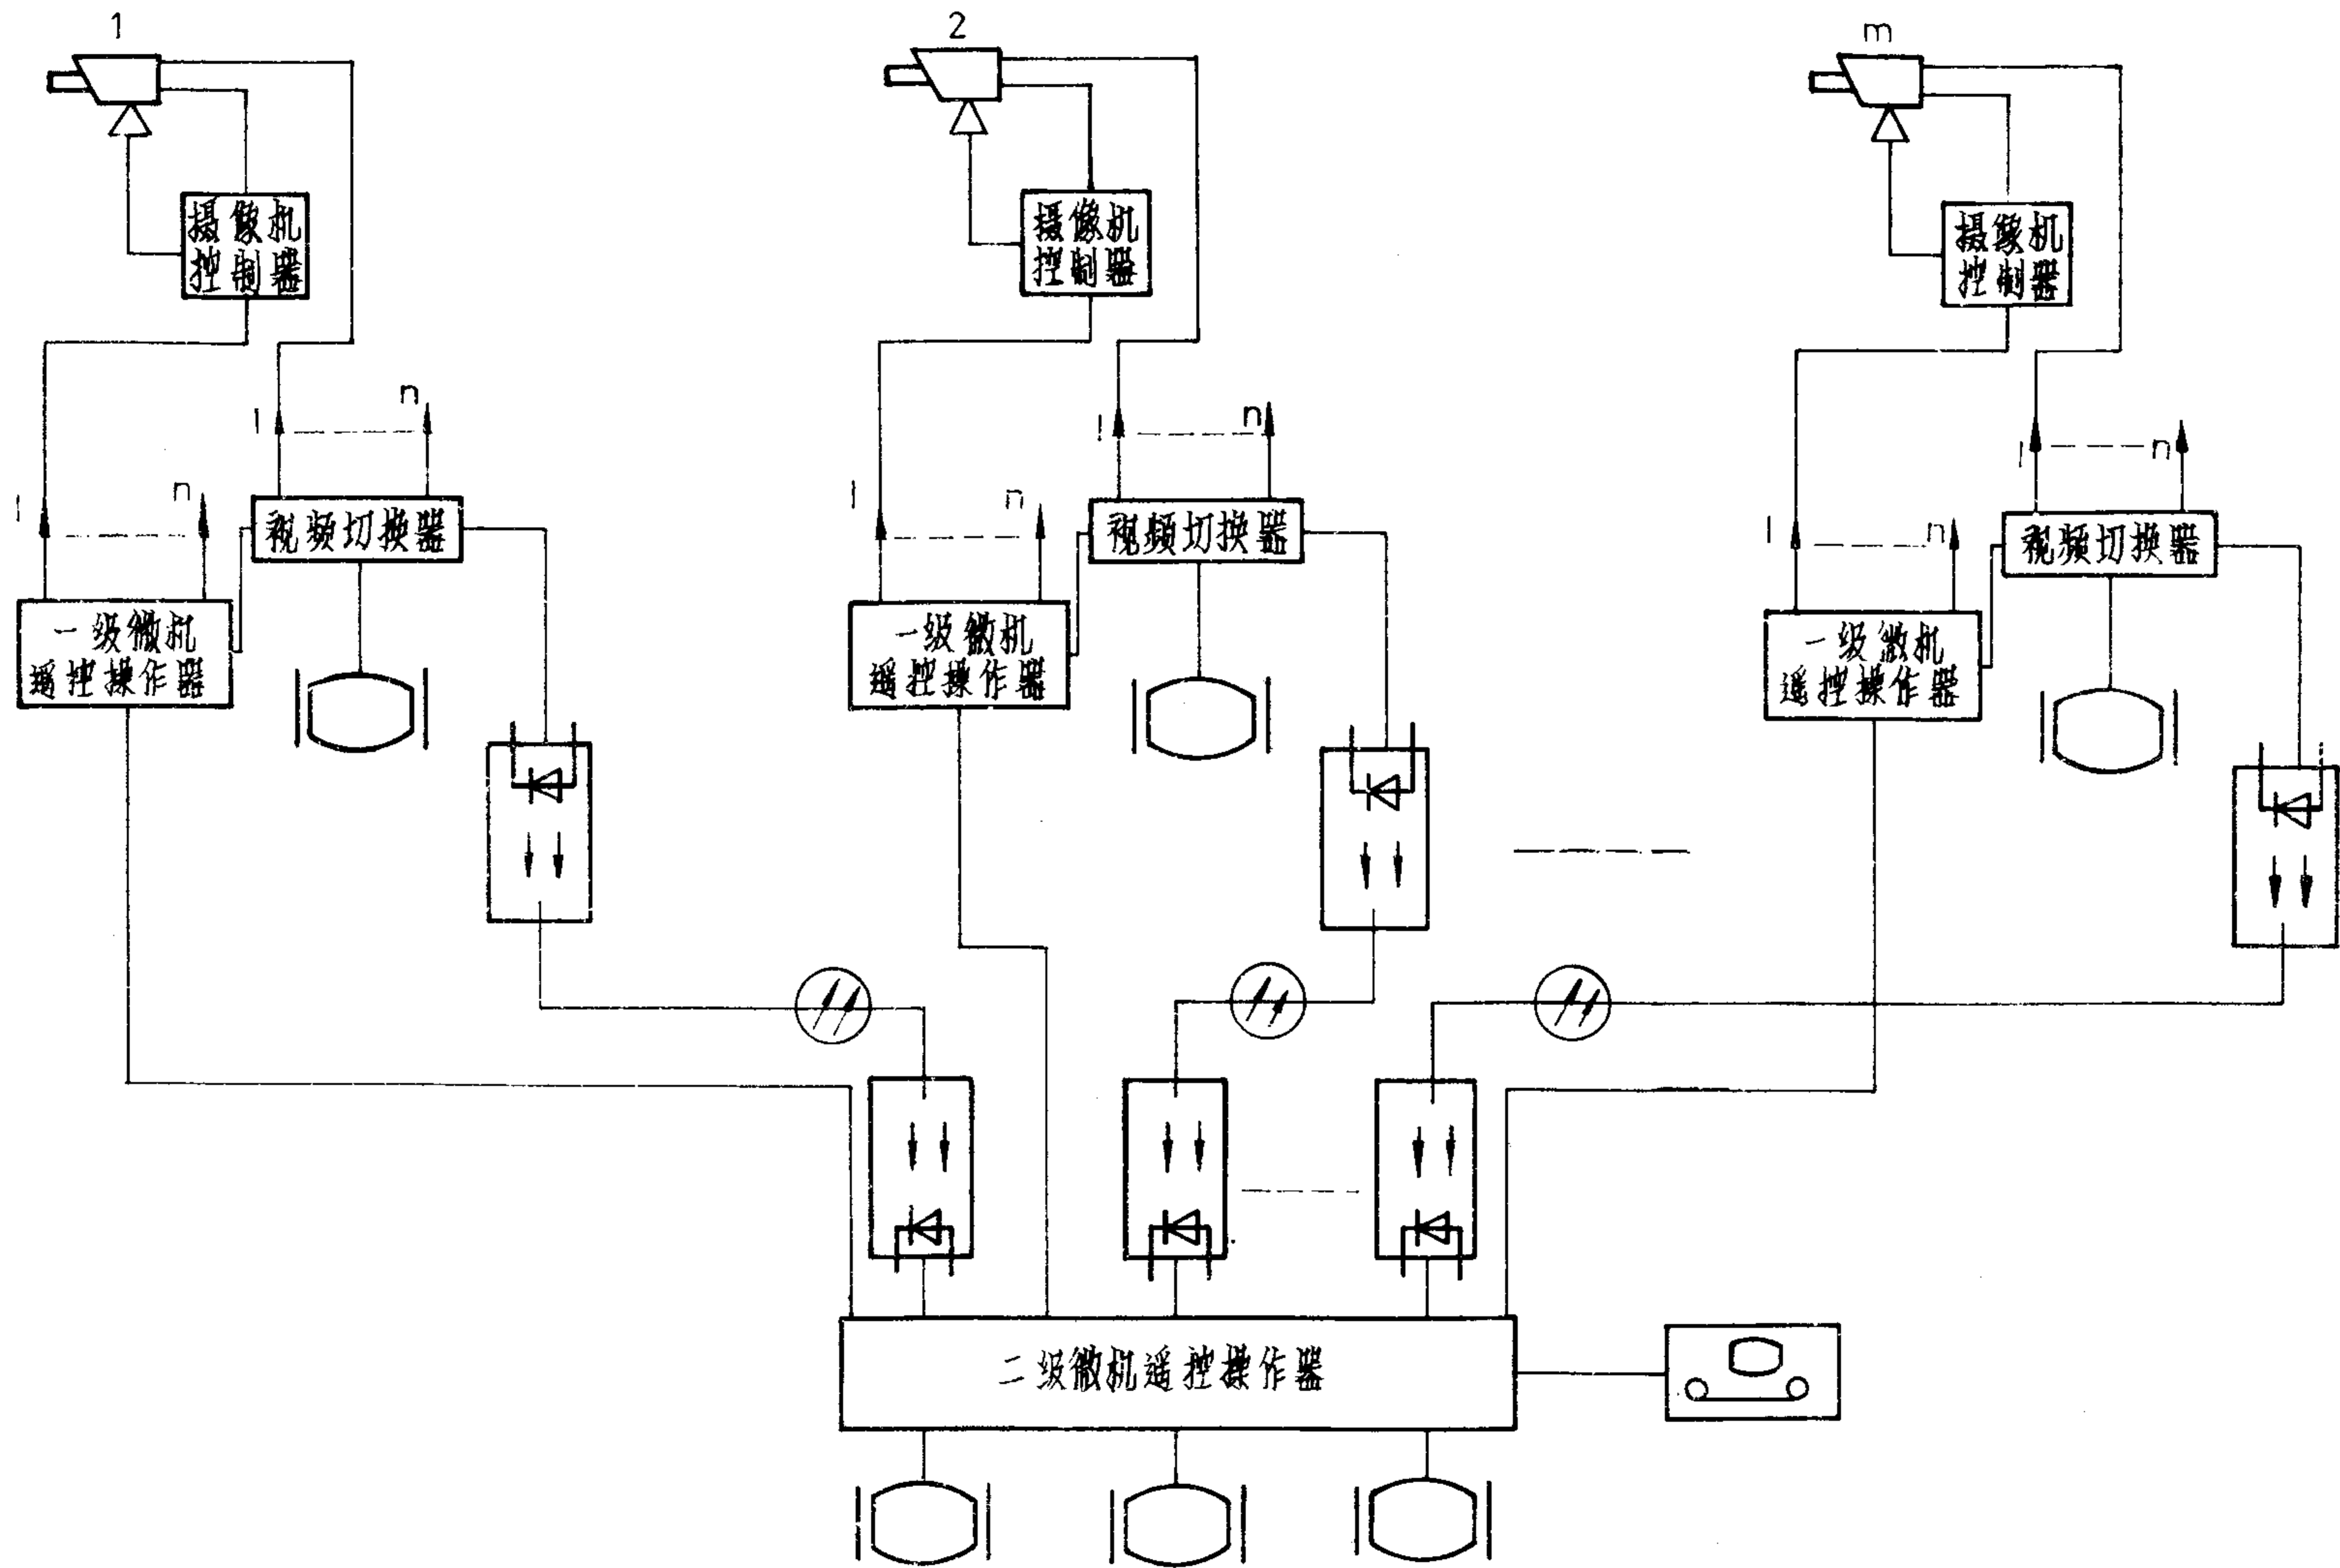 1
2
m
摄像机
控制器
摄像机
控制器
摄像机
控制器
1
n
1
n
1
n
1
n
1
n
1
n
视频切换器
视频切换器
视频切换器
一级微机
遥控操作器
一级微机
遥控操作器
一级微机
遥控操作器
二级微机遥控操作器